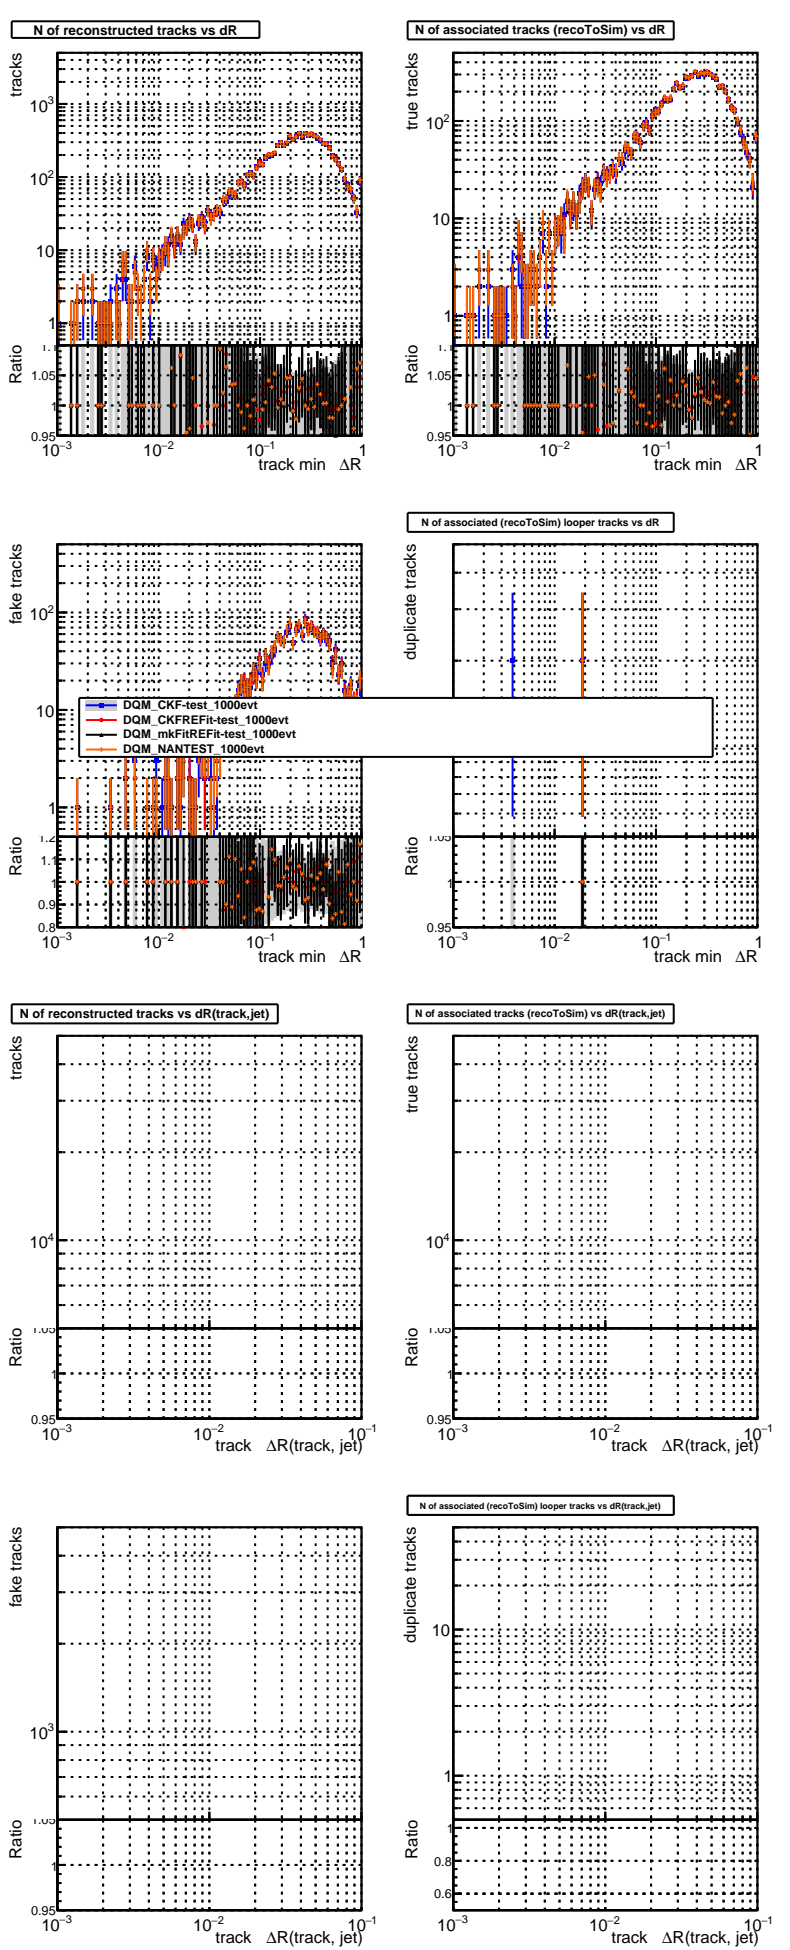 N of reconstructed tracks vs dR
tracks
10³
10²
10
1
Ratio
1.05
1
0.95
10⁻³ 10⁻² 10⁻¹ 1
track min ΔR
N of associated tracks (recoToSim) vs dR
true tracks
10²
10
1
Ratio
1.05
1
0.95
10⁻³ 10⁻² 10⁻¹ 1
track min ΔR
fake tracks
10²
10
1
Ratio
1.2
1.1
1
0.9
0.8
10⁻³ 10⁻² 10⁻¹ 1
track min ΔR
N of associated (recoToSim) looper tracks vs dR
duplicate tracks
Ratio
1.05
1
0.95
10⁻³ 10⁻² 10⁻¹ 1
track min ΔR
DQM_CKF-test_1000evt
DQM_CKFREFit-test_1000evt
DQM_mkFitREFit-test_1000evt
DQM_NANTEST_1000evt
N of reconstructed tracks vs dR(track,jet)
tracks
10⁴
Ratio
1.05
1
0.95
10⁻³ 10⁻² 10⁻¹
track ΔR(track, jet)
N of associated tracks (recoToSim) vs dR(track,jet)
true tracks
10⁴
Ratio
1.05
1
0.95
10⁻³ 10⁻² 10⁻¹
track ΔR(track, jet)
fake tracks
10³
Ratio
1.05
1
0.95
10⁻³ 10⁻² 10⁻¹
track ΔR(track, jet)
N of associated (recoToSim) looper tracks vs dR(track,jet)
duplicate tracks
10
1
Ratio
1
0.8
0.6
10⁻³ 10⁻² 10⁻¹
track ΔR(track, jet)